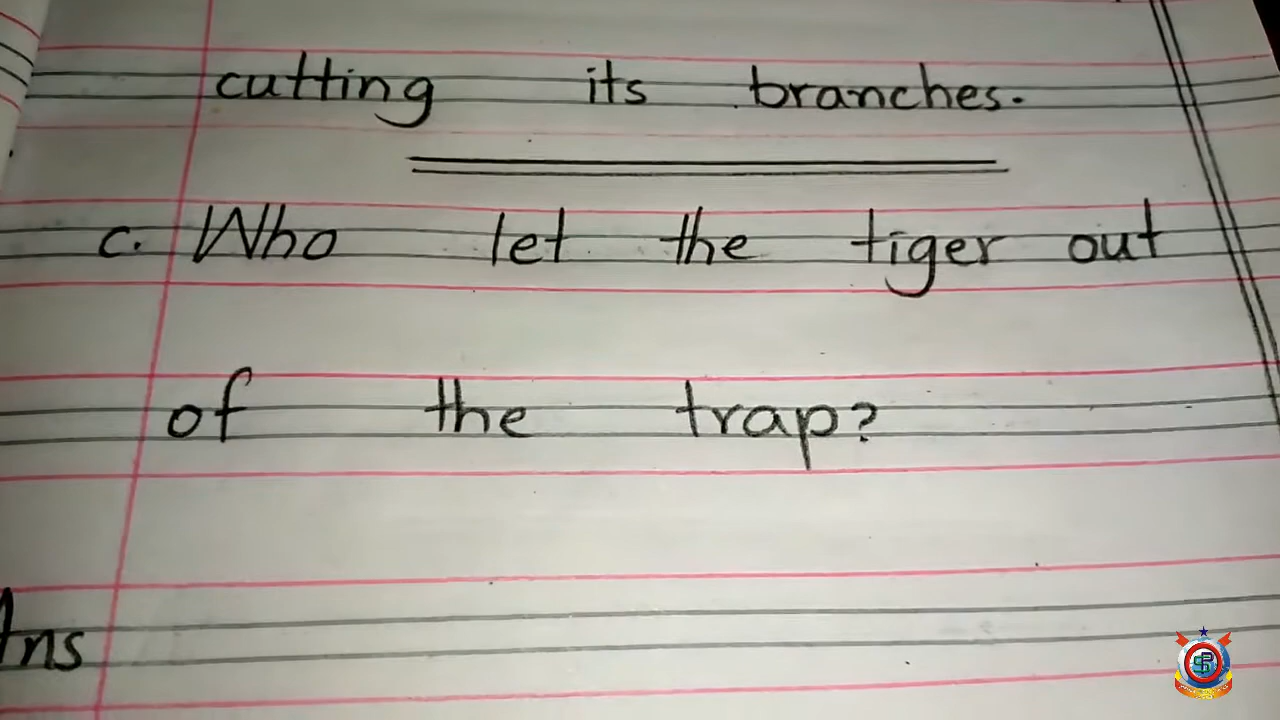 cutting its branches.
c. Who let the tiger out
of the trap?
Ans